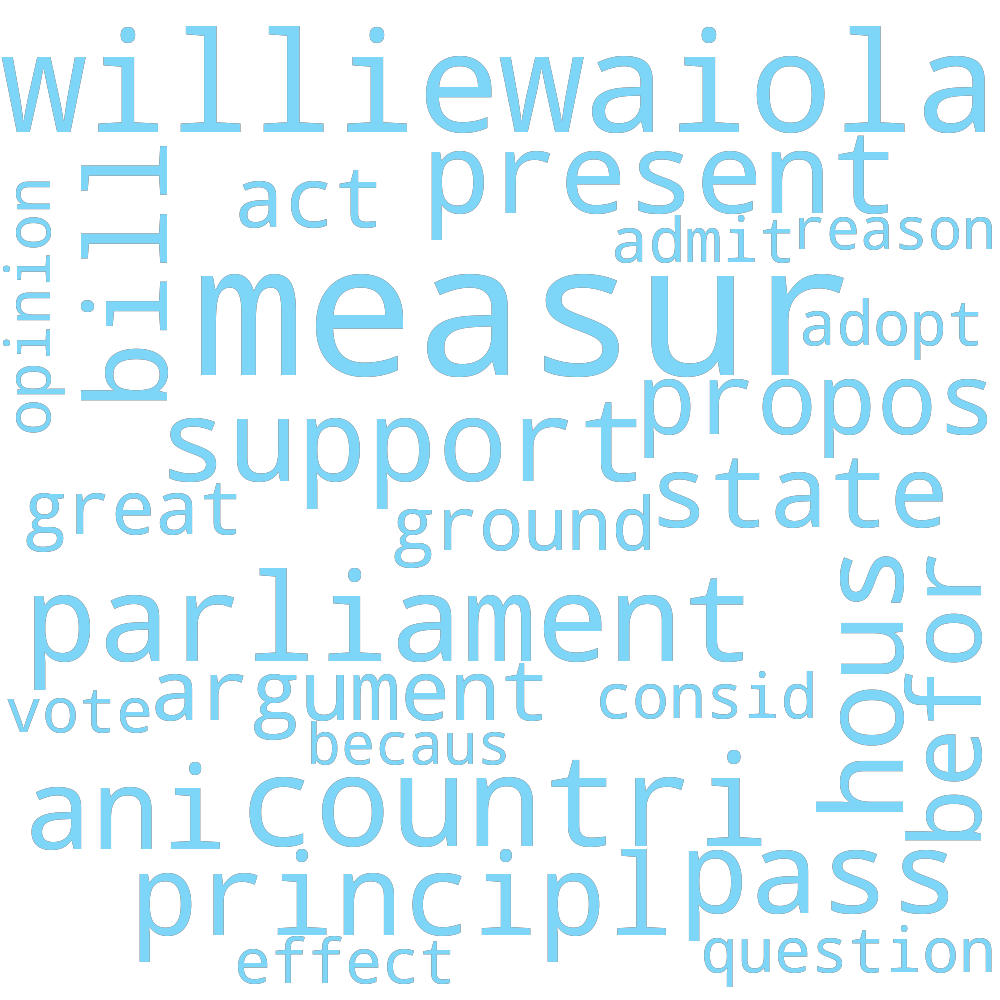 williewaiola
present
act
bill
opinion
admit
reason
measur
adopt
propos
support
state
great
ground
parliament
hous
befor
argument
consid
vote
becaus
countri
ani
principl
pass
effect
question